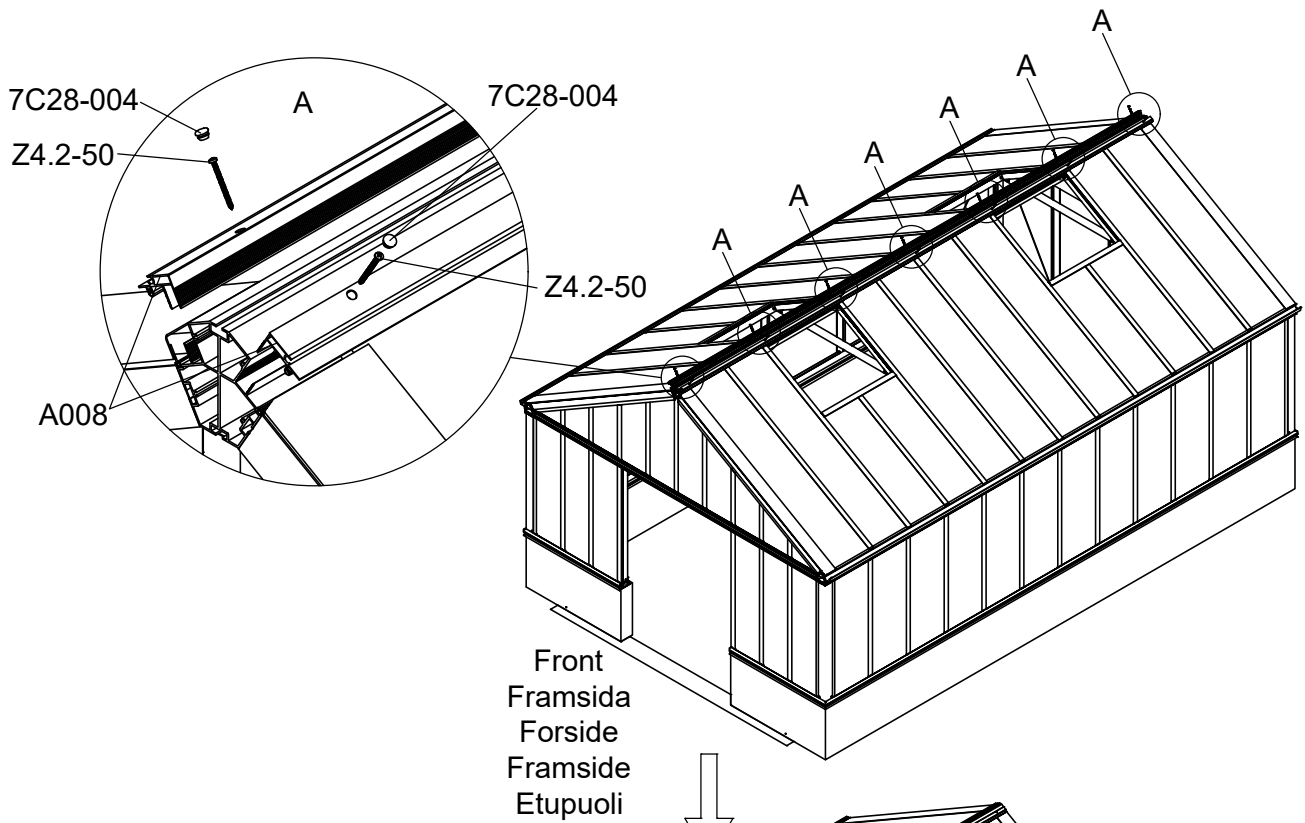 7C28-004
A
7C28-004
Z4.2-50
Z4.2-50
A008
A
A
A
A
A
A
Front
Framsida
Forside
Framside
Etupuoli